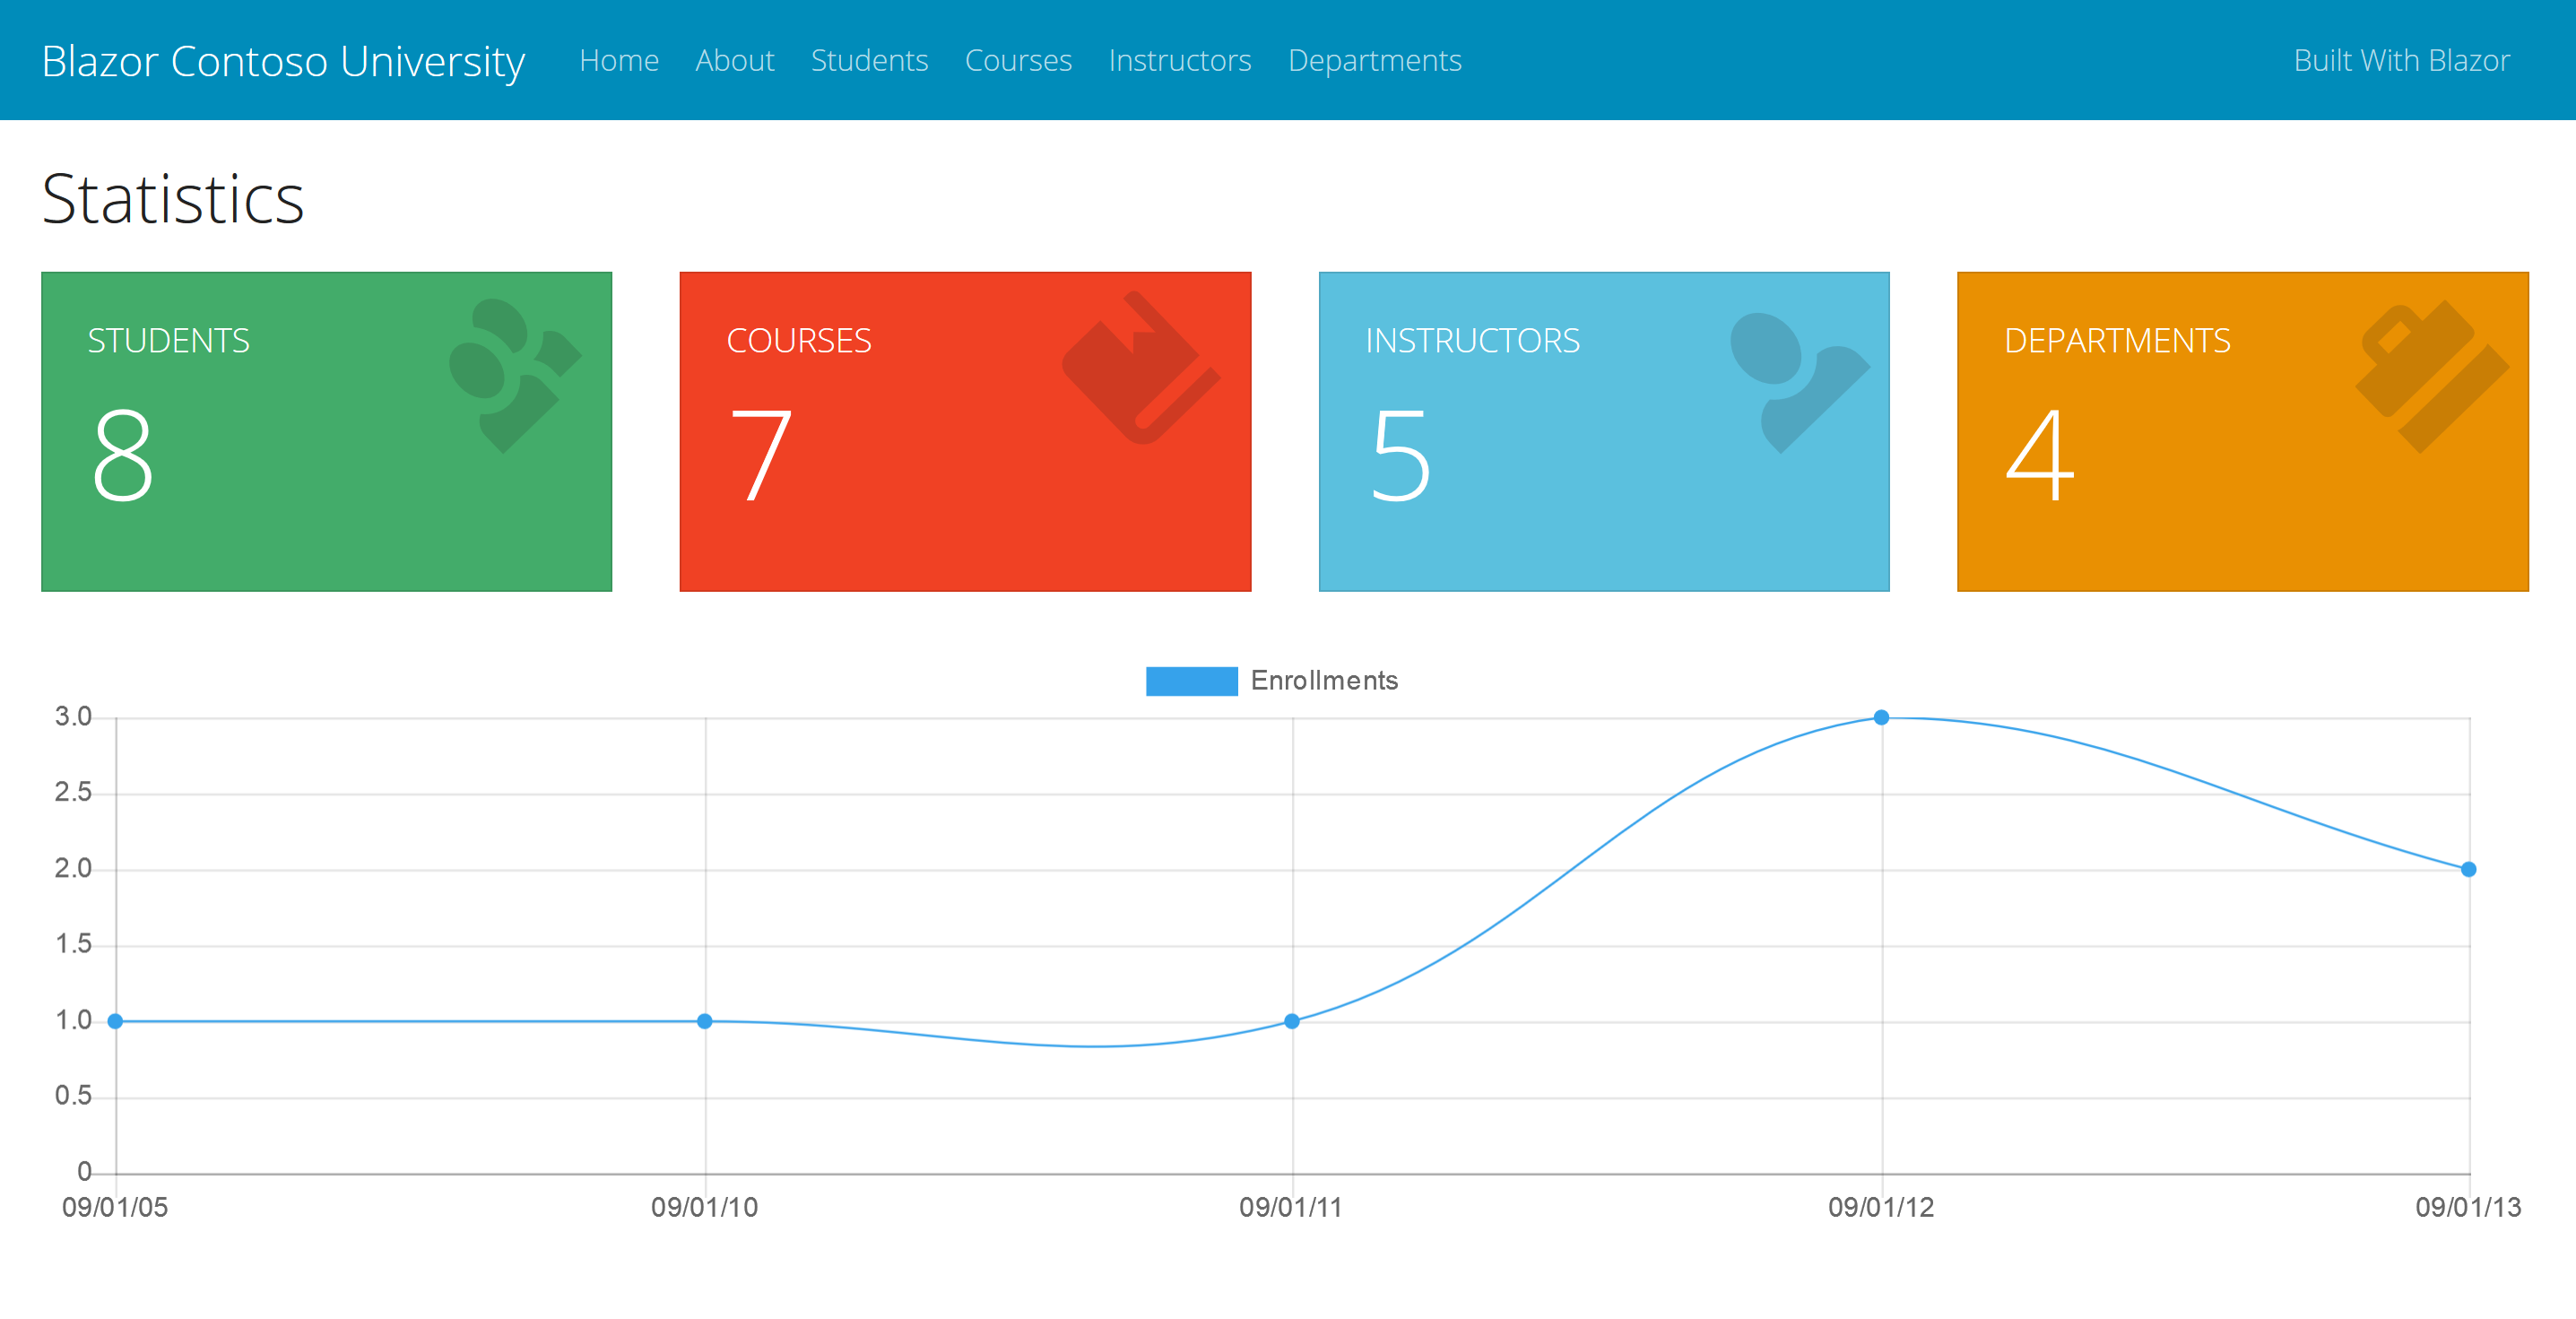 Blazor Contoso University Home About Students Courses Instructors Departments Built With Blazor
Statistics
STUDENTS
8
COURSES
7
INSTRUCTORS
5
DEPARTMENTS
4
Enrollments
3.0
2.5
2.0
1.5
1.0
0.5
0
09/01/05 09/01/10 09/01/11 09/01/12 09/01/13